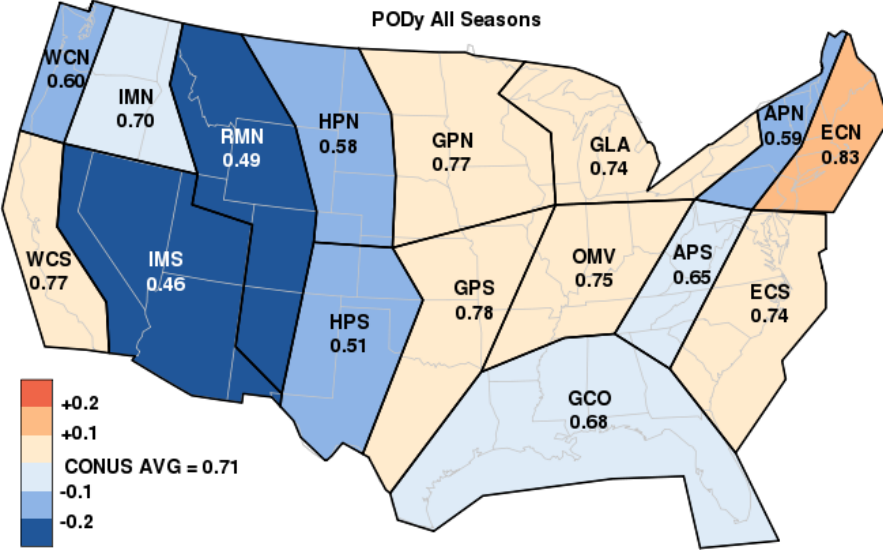 PODy All Seasons
WCN
0.60
IMN
0.70
RMN
0.49
HPN
0.58
GPN
0.77
GLA
0.74
APN
0.59
ECN
0.83
WCS
0.77
IMS
0.46
HPS
0.51
GPS
0.78
OMV
0.75
APS
0.65
ECS
0.74
GCO
0.68
+0.2
+0.1
CONUS AVG = 0.71
-0.1
-0.2